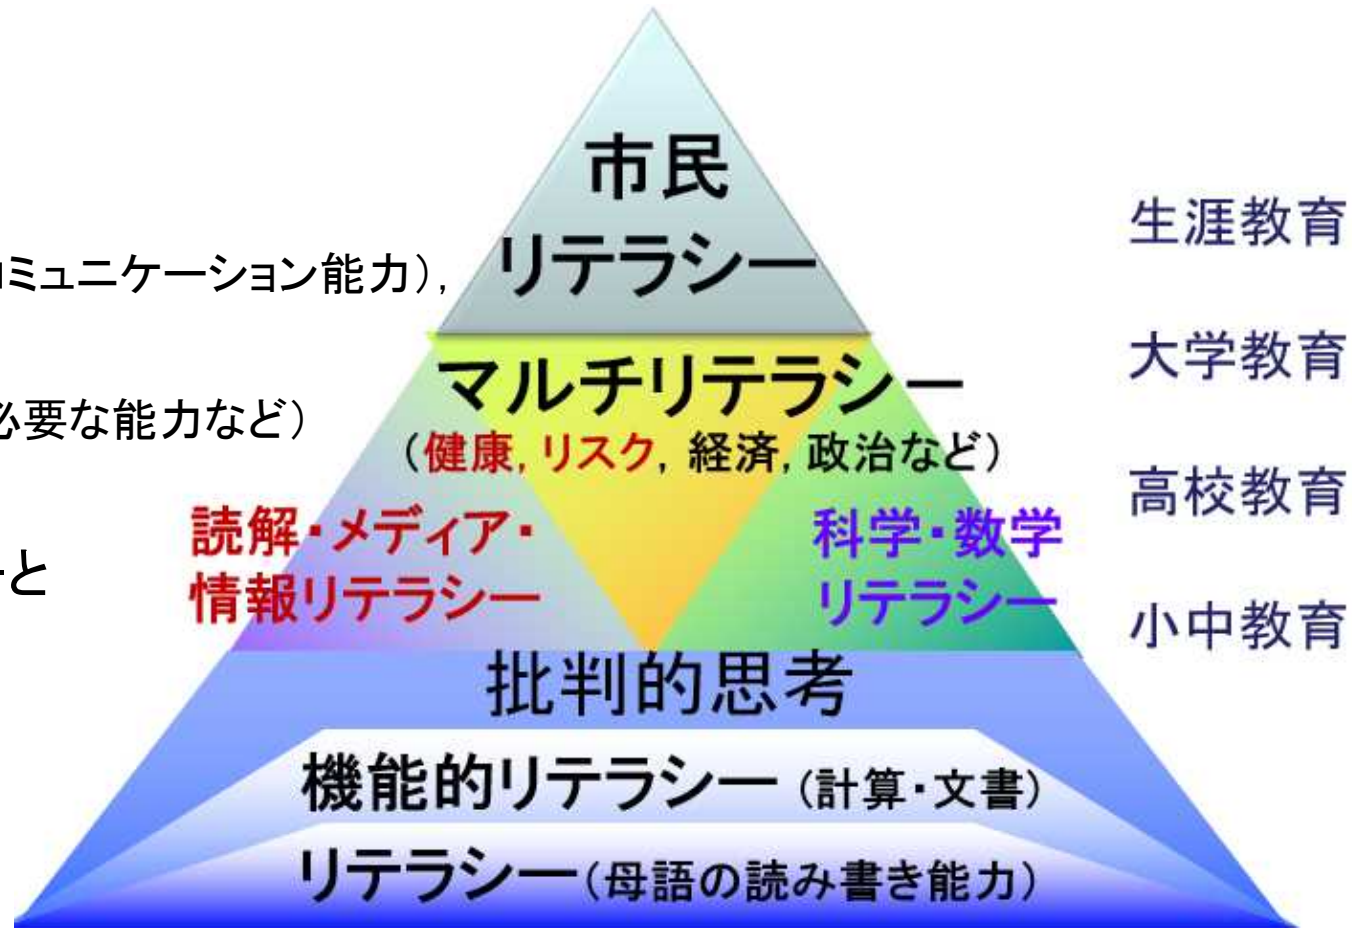 市民
リテラシー
コミュニケーション能力），
必要な能力など）
ーと
マルチリテラシー
（健康，リスク，経済，政治など）
読解・メディア・
情報リテラシー
科学・数学
リテラシー
批判的思考
機能的リテラシー（計算・文書）
リテラシー（母語の読み書き能力）
生涯教育
大学教育
高校教育
小中教育